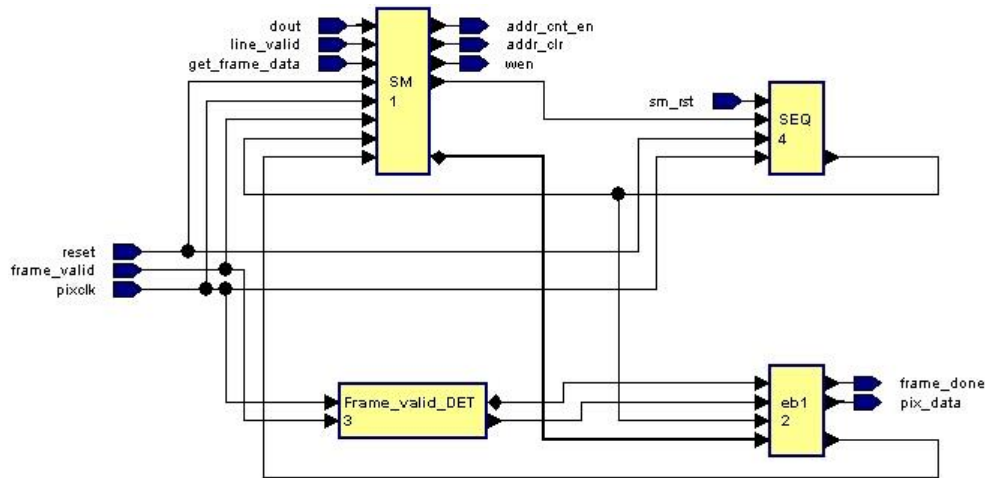 dout
line_valid
get_frame_data
SM
1
addr_cnt_en
addr_clr
wen
sm_rst
SEQ
4
reset
frame_valid
pixclk
Frame_valid_DET
3
eb1
2
frame_done
pix_data